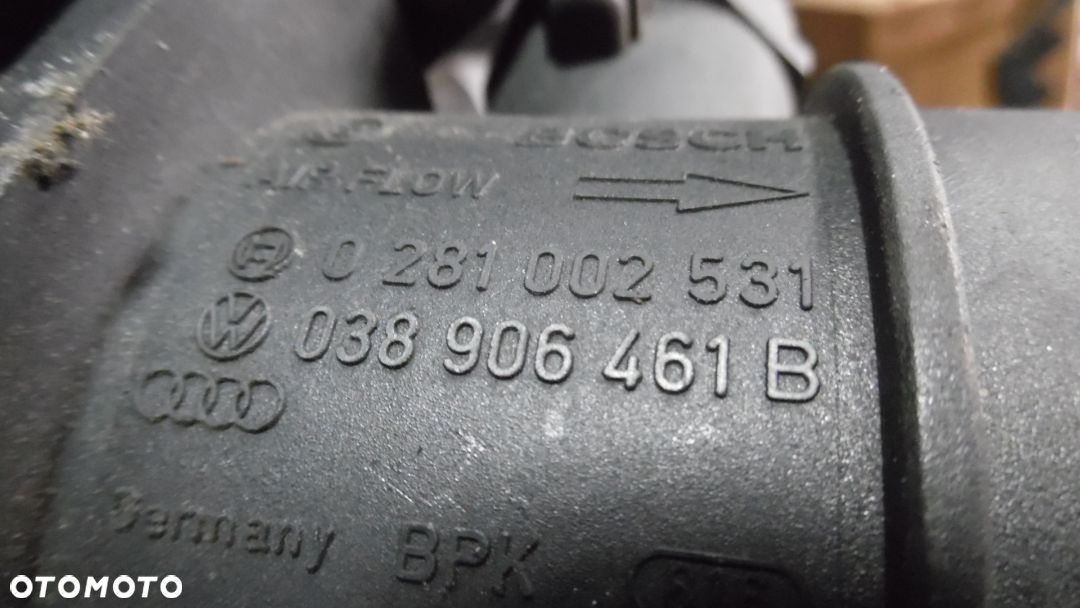 BOSCH
AIR FLOW
0 281 002 531
038 906 461 B
Germany BPK
OTOMOTO